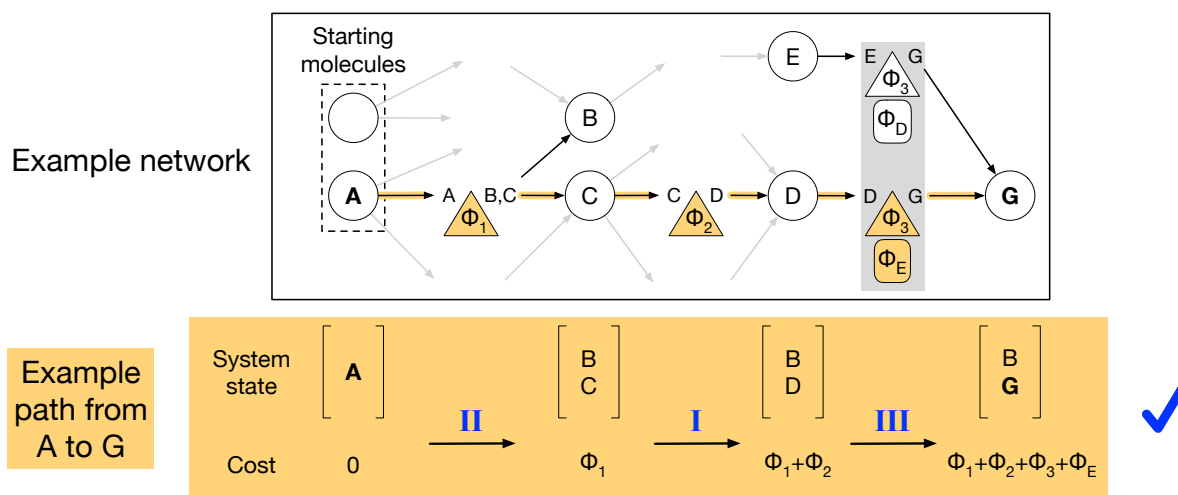 Starting
molecules
E
E G
Φ3
ΦD
B
Example network
A
A B,C
Φ1
C
C D
Φ2
D
D G
Φ3
ΦE
G
Example
path from
A to G
System
state
A
B
C
B
D
B
G
II
I
III
Cost
0
Φ1
Φ1+Φ2
Φ1+Φ2+Φ3+ΦE